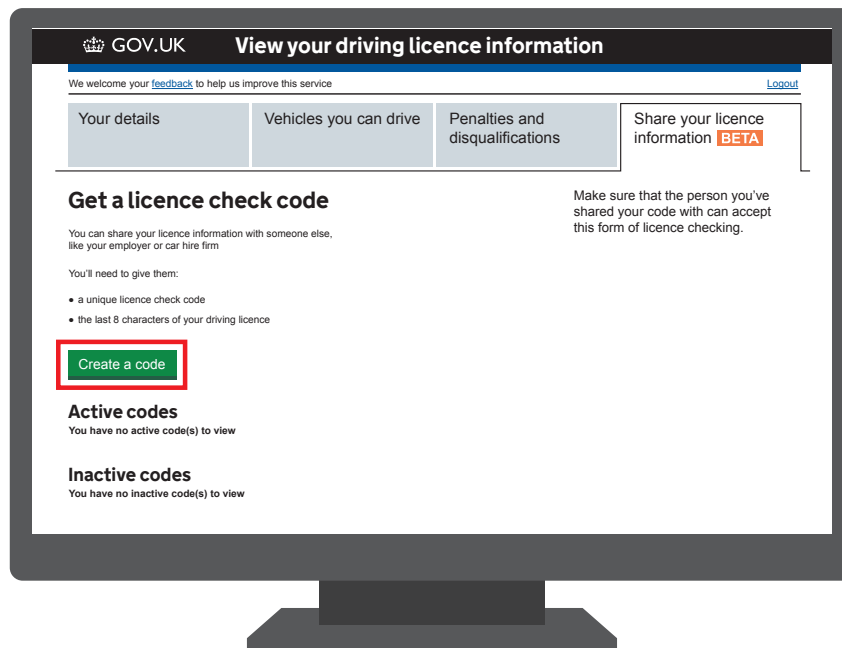 GOV.UK View your driving licence information
We welcome your feedback to help us improve this service Logout
Your details
Vehicles you can drive
Penalties and
disqualifications
Share your licence
information BETA
Get a licence check code
You can share your licence information with someone else,
like your employer or car hire firm
You'll need to give them:
• a unique licence check code
• the last 8 characters of your driving licence
Create a code
Active codes
You have no active code(s) to view
Inactive codes
You have no inactive code(s) to view
Make sure that the person you've
shared your code with can accept
this form of licence checking.